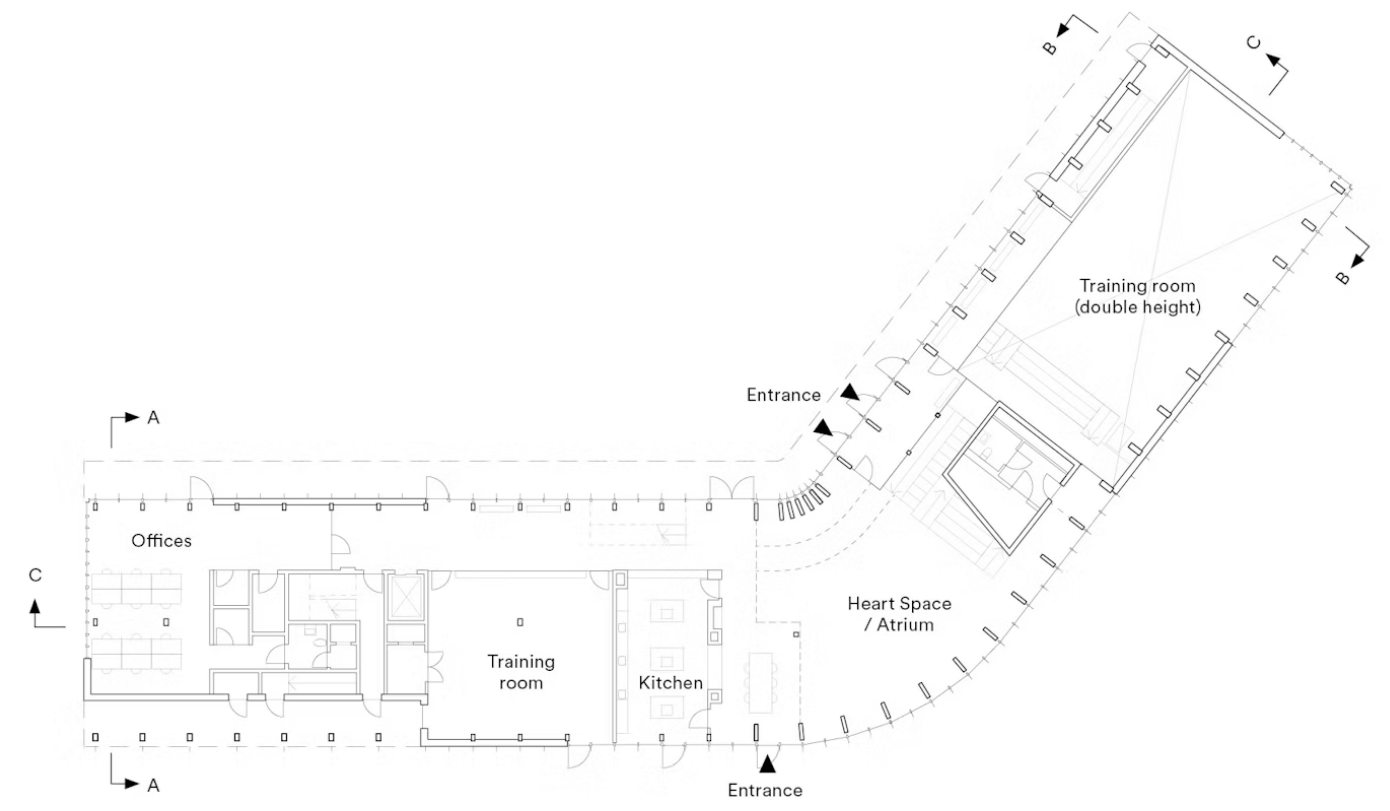 B
C
Training room
(double height)
B
Entrance
A
Offices
C
Heart Space
/ Atrium
Training
room
Kitchen
A
Entrance